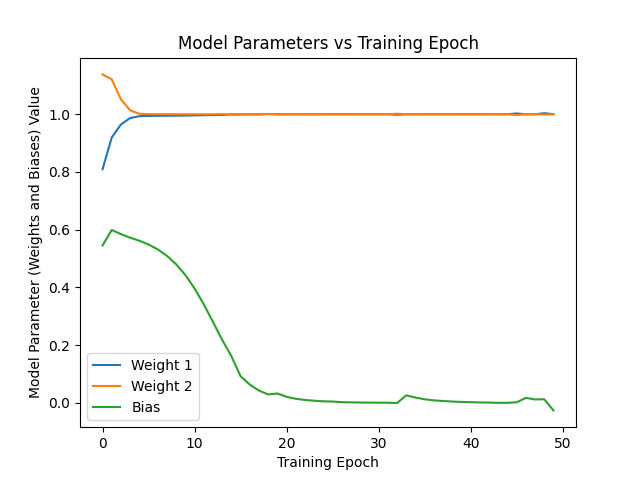 Model Parameters vs Training Epoch
Model Parameter (Weights and Biases) Value
1.0
0.8
0.6
0.4
0.2
0.0
Weight 1
Weight 2
Bias
0 10 20 30 40 50
Training Epoch